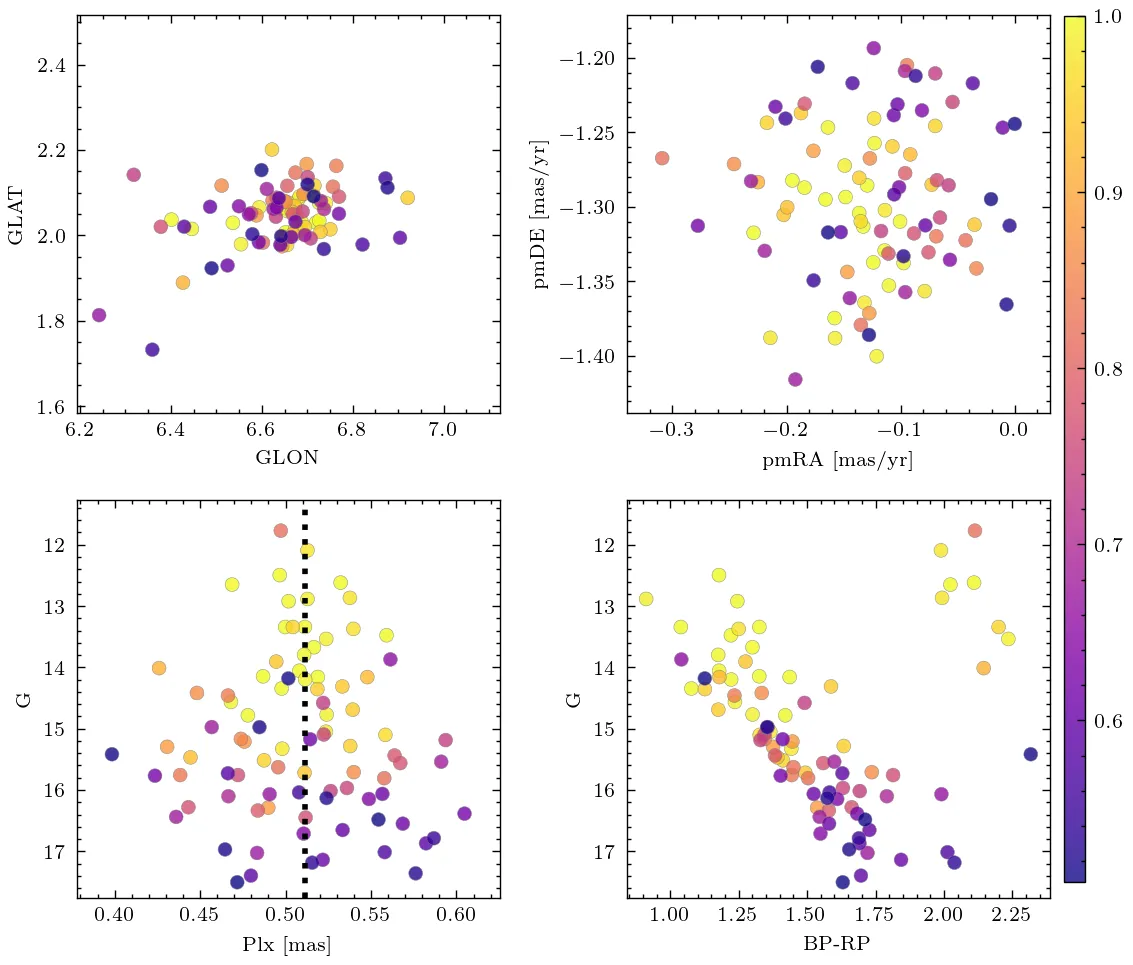 2.4
2.2
2.0
1.8
1.6
GLAT
6.2 6.4 6.6 6.8 7.0
GLON
−1.20
−1.25
−1.30
−1.35
−1.40
pmDE [mas/yr]
−0.3 −0.2 −0.1 0.0
pmRA [mas/yr]
1.0
0.9
0.8
0.7
0.6
12
13
14
15
16
17
G
0.40 0.45 0.50 0.55 0.60
Plx [mas]
12
13
14
15
16
17
G
1.00 1.25 1.50 1.75 2.00 2.25
BP-RP